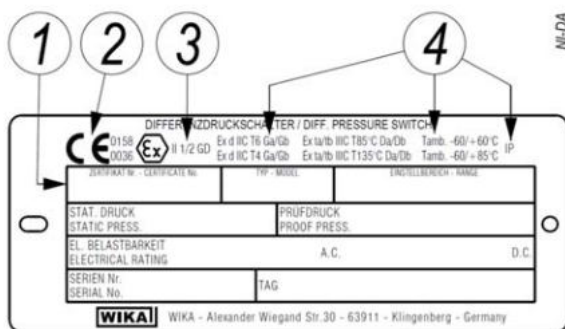 NI-DA
1 2 3 4
DIFFERENZDRUCKSCHALTER / DIFF. PRESSURE SWITCH
CE 0158 Ex II 1/2 GD Ex d IIC T6 Ga/Gb Ex ta/tb IIIC T85°C Da/Db Tamb. -60/+60°C IP
0036 Ex d IIC T4 Ga/Gb Ex ta/tb IIIC T135°C Da/Db Tamb. -60/+85°C
ZERTIFIKAT Nr. - CERTIFICATE No. TYP - MODEL EINSTELLBEREICH - RANGE
STAT. DRUCK PRÜFDRUCK
STATIC PRESS. PROOF PRESS.
EL. BELASTBARKEIT
ELECTRICAL RATING A.C. D.C.
SERIEN Nr.
SERIAL No. TAG
WIKAI WIKA - Alexander Wiegand Str.30 - 63911 - Klingenberg - Germany